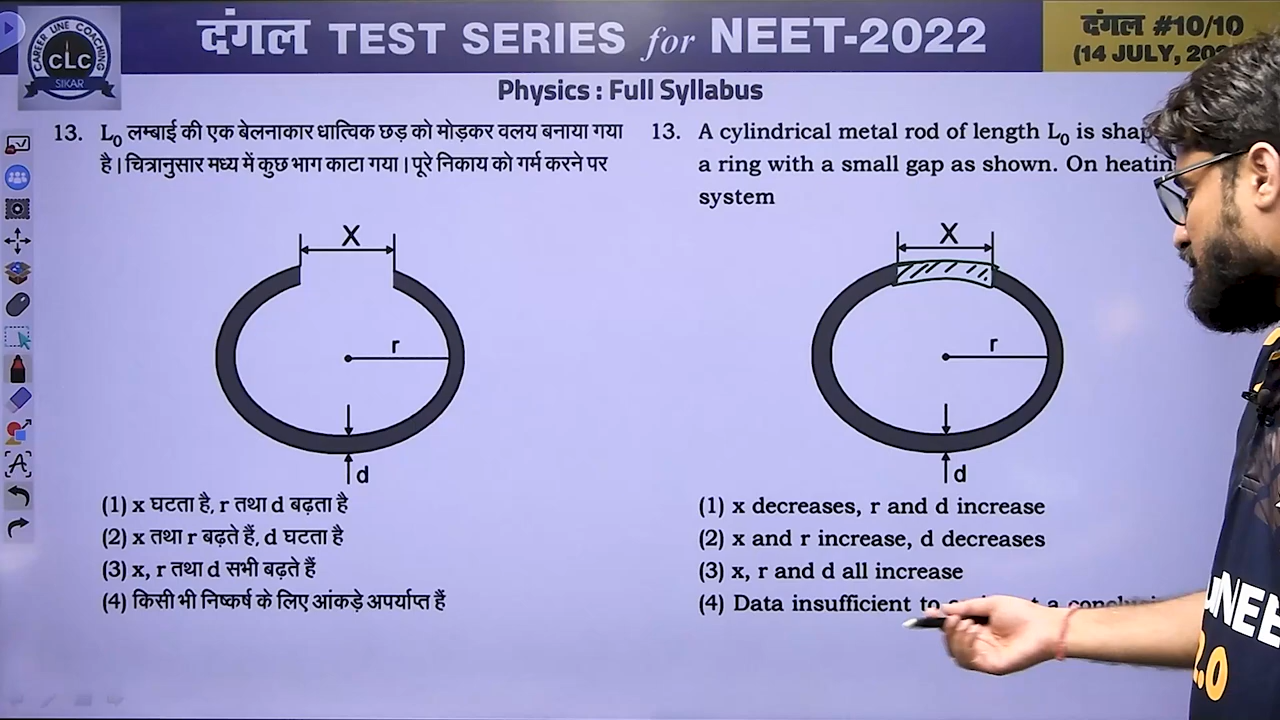 दंगल TEST SERIES for NEET-2022
दंगल #10/10
(14 JULY,
CAREER LINE COACHING
CLC
SIKAR
Physics : Full Syllabus
13. L₀ लम्बाई की एक बेलनाकार धात्विक छड़ को मोड़कर वलय बनाया गया
है। चित्रानुसार मध्य में कुछ भाग काटा गया। पूरे निकाय को गर्म करने पर
X
r
d
(1) x घटता है, r तथा d बढ़ता है
(2) x तथा r बढ़ते हैं, d घटता है
(3) x, r तथा d सभी बढ़ते हैं
(4) किसी भी निष्कर्ष के लिए आंकड़े अपर्याप्त हैं
13. A cylindrical metal rod of length L₀ is
a ring with a small gap as shown. On
system
X
r
d
(1) x decreases, r and d increase
(2) x and r increase, d decreases
(3) x, r and d all increase
(4) Data insufficient to a
NEE
2.0